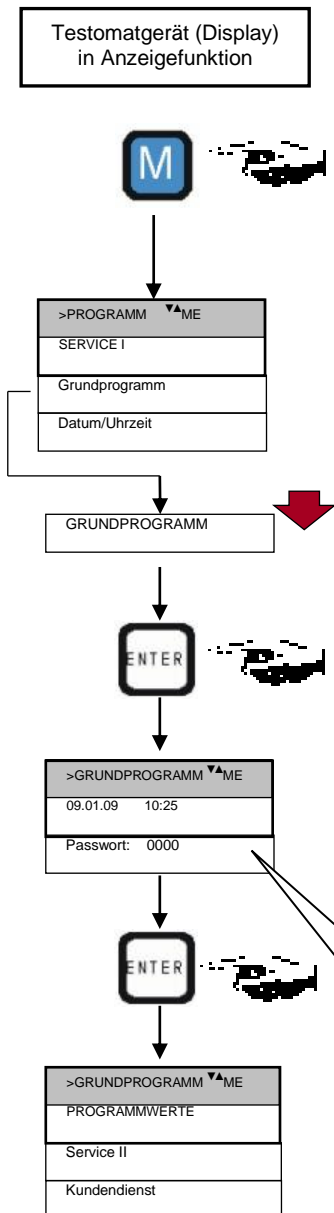 Testomatgerät (Display)
in Anzeigefunktion
M
>PROGRAMM ▼▲ME
SERVICE I
Grundprogramm
Datum/Uhrzeit
GRUNDPROGRAMM
ENTER
>GRUNDPROGRAMM ▼▲ME
09.01.09 10:25
Passwort: 0000
ENTER
>GRUNDPROGRAMM ▼▲ME
PROGRAMMWERTE
Service II
Kundendienst